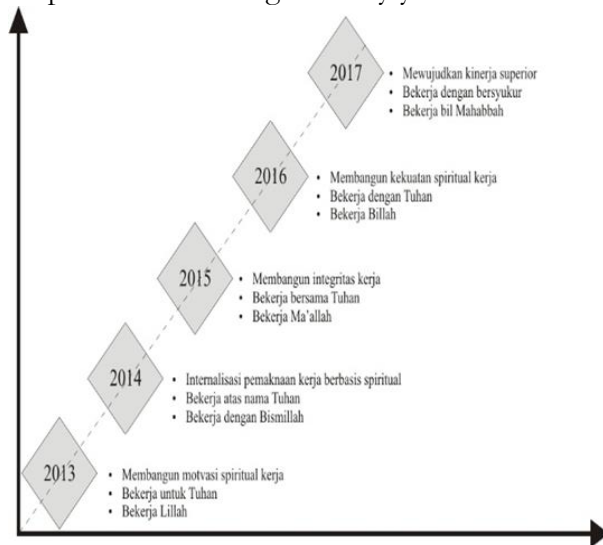 2017
• Mewujudkan kinerja superior
• Bekerja dengan bersyukur
• Bekerja bil Mahabbah
2016
• Membangun kekuatan spiritual kerja
• Bekerja dengan Tuhan
• Bekerja Billah
2015
• Membangun integritas kerja
• Bekerja bersama Tuhan
• Bekerja Ma'allah
2014
• Internalisasi pemaknaan kerja berbasis spiritual
• Bekerja atas nama Tuhan
• Bekerja dengan Bismillah
2013
• Membangun motvasi spiritual kerja
• Bekerja untuk Tuhan
• Bekerja Lillah